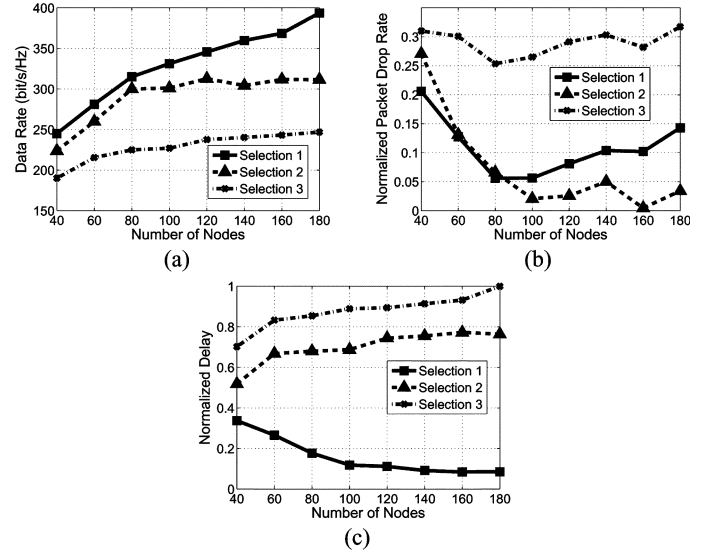 400
350
300
250
200
150
Data Rate (bit/s/Hz)
Selection 1
Selection 2
Selection 3
40 60 80 100 120 140 160 180
Number of Nodes
(a)
0.3
0.25
0.2
0.15
0.1
0.05
0
Normalized Packet Drop Rate
Selection 1
Selection 2
Selection 3
40 60 80 100 120 140 160 180
Number of Nodes
(b)
1
0.8
0.6
0.4
0.2
0
Normalized Delay
Selection 1
Selection 2
Selection 3
40 60 80 100 120 140 160 180
Number of Nodes
(c)